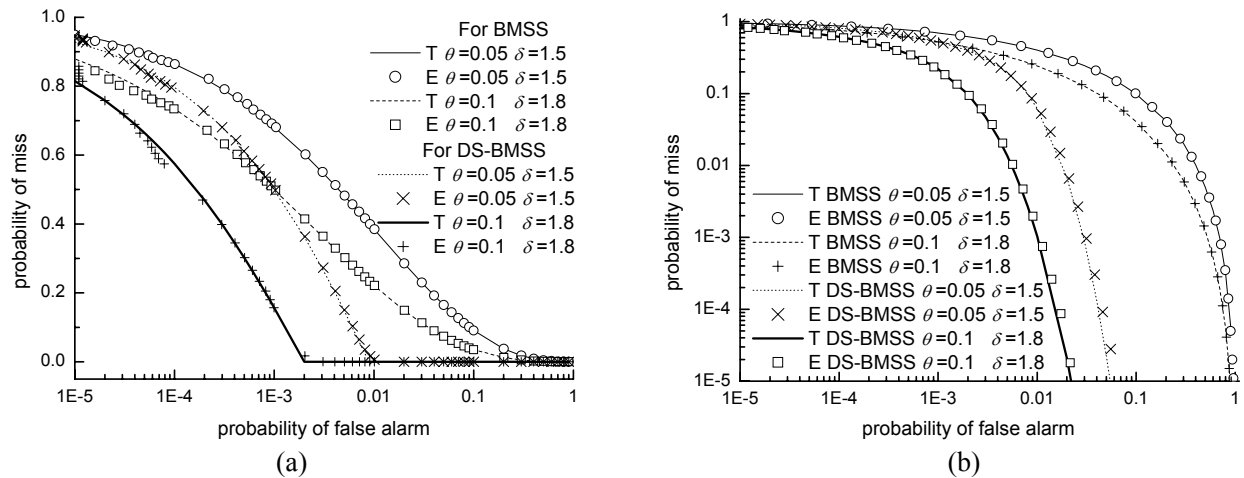 1.0
0.8
0.6
0.4
0.2
0.0
probability of miss
1E-5 1E-4 1E-3 0.01 0.1 1
probability of false alarm
For BMSS
T θ=0.05 δ=1.5
E θ=0.05 δ=1.5
T θ=0.1 δ=1.8
E θ=0.1 δ=1.8
For DS-BMSS
T θ=0.05 δ=1.5
E θ=0.05 δ=1.5
T θ=0.1 δ=1.8
E θ=0.1 δ=1.8
(a)
1
0.1
0.01
1E-3
1E-4
1E-5
probability of miss
1E-5 1E-4 1E-3 0.01 0.1 1
probability of false alarm
T BMSS θ=0.05 δ=1.5
E BMSS θ=0.05 δ=1.5
T BMSS θ=0.1 δ=1.8
E BMSS θ=0.1 δ=1.8
T DS-BMSS θ=0.05 δ=1.5
E DS-BMSS θ=0.05 δ=1.5
T DS-BMSS θ=0.1 δ=1.8
E DS-BMSS θ=0.1 δ=1.8
(b)